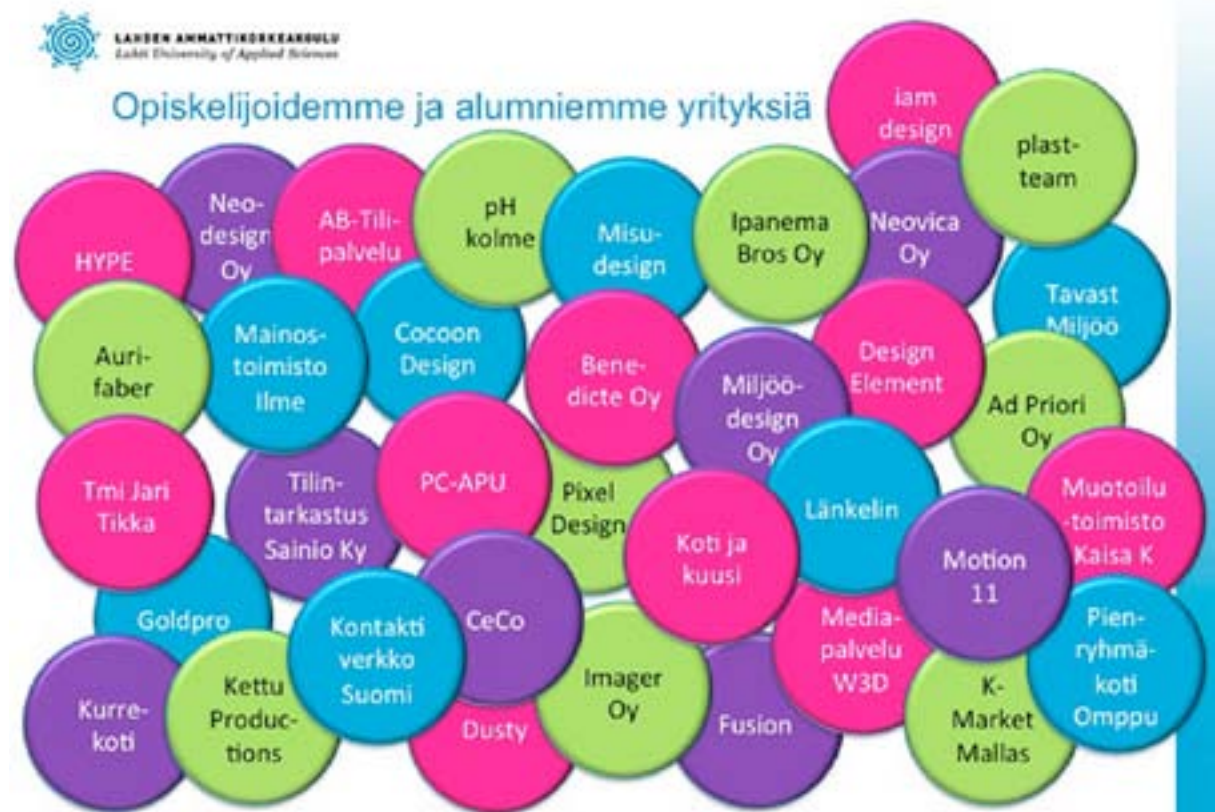 LAHDEN AMMATTIKORKEAKOULU
Lahti University of Applied Sciences
Opiskelijoidemme ja alumniemme yrityksiä
iam
design
plast-
team
HYPE
Neo-
design
Oy
AB-Tili-
palvelu
pH
kolme
Misu-
design
Ipanema
Bros Oy
Neovica
Oy
Tavast
Miljöö
Auri-
faber
Mainos-
toimisto
Ilme
Cocoon
Design
Bene-
dicte Oy
Miljöö-
design
Oy
Design
Element
Ad Priori
Oy
Tmi Jari
Tikka
Tilin-
tarkastus
Sainio Ky
PC-APU
Pixel
Design
Koti ja
kuusi
Länkelin
Motion
11
Muotoilu
-toimisto
Kaisa K
Goldpro
Kontakti
verkko
Suomi
CeCo
Imager
Oy
Media-
palvelu
W3D
Pien-
ryhmä-
koti
Omppu
Kurre-
koti
Kettu
Produc-
tions
Dusty
Fusion
K-
Market
Mallas